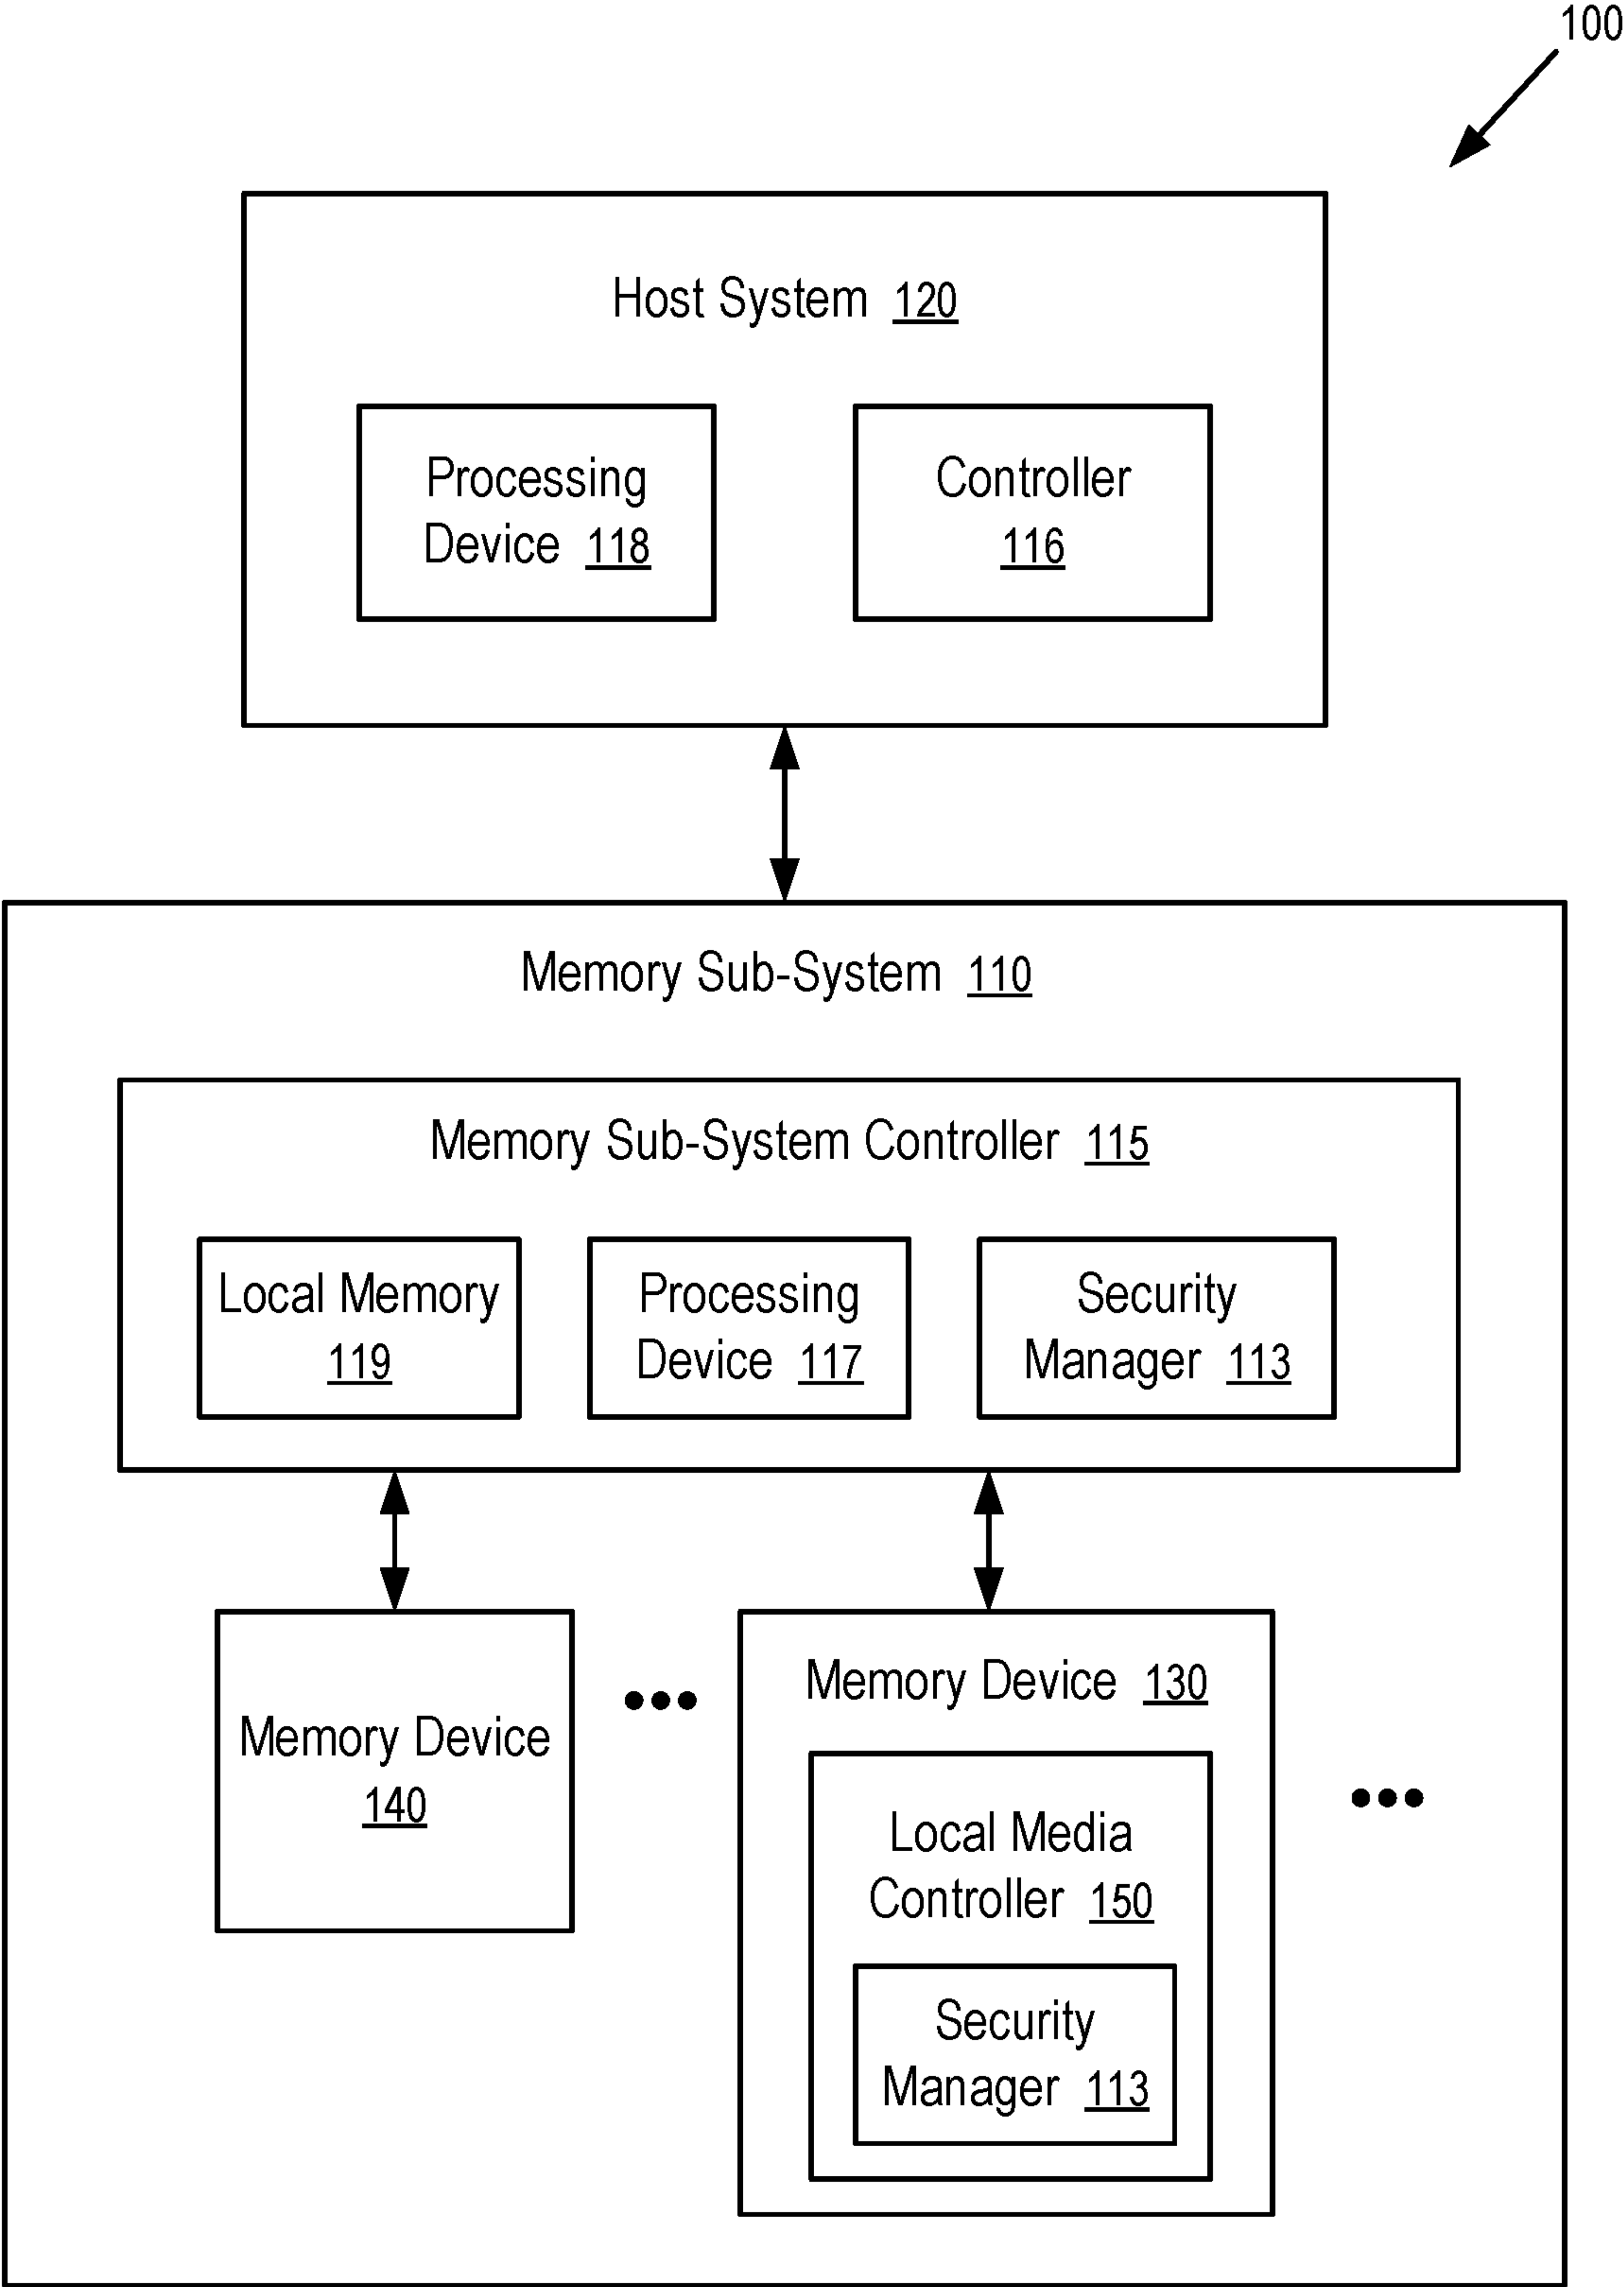 100
Host System 120
Processing
Device 118
Controller
116
Memory Sub-System 110
Memory Sub-System Controller 115
Local Memory
119
Processing
Device 117
Security
Manager 113
Memory Device
140
Memory Device 130
Local Media
Controller 150
Security
Manager 113